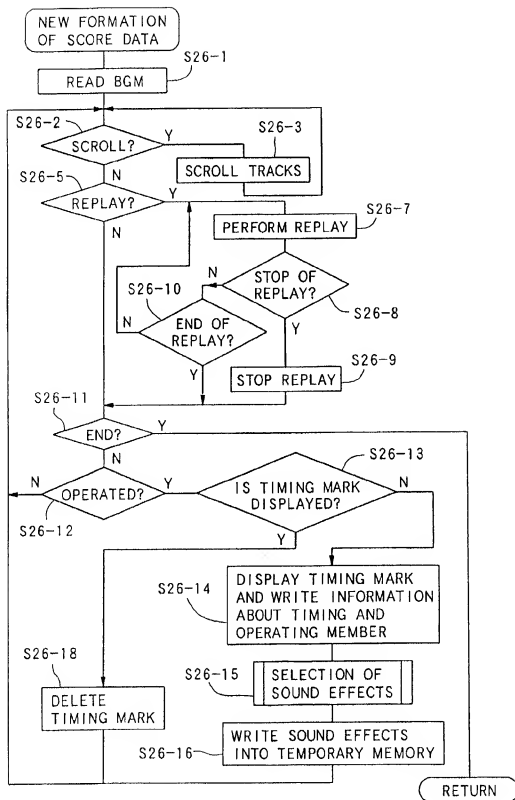 NEW FORMATION
OF SCORE DATA
S26-1
READ BGM
S26-2
SCROLL?
Y
N
S26-3
SCROLL TRACKS
S26-5
REPLAY?
Y
N
S26-7
PERFORM REPLAY
STOP OF
REPLAY?
N
Y
S26-8
S26-10
END OF
REPLAY?
N
Y
S26-9
STOP REPLAY
S26-11
END?
Y
N
OPERATED?
N
Y
S26-12
S26-13
IS TIMING MARK
DISPLAYED?
N
Y
S26-14
DISPLAY TIMING MARK
AND WRITE INFORMATION
ABOUT TIMING AND
OPERATING MEMBER
S26-15
SELECTION OF
SOUND EFFECTS
S26-18
DELETE
TIMING MARK
S26-16
WRITE SOUND EFFECTS
INTO TEMPORARY MEMORY
RETURN